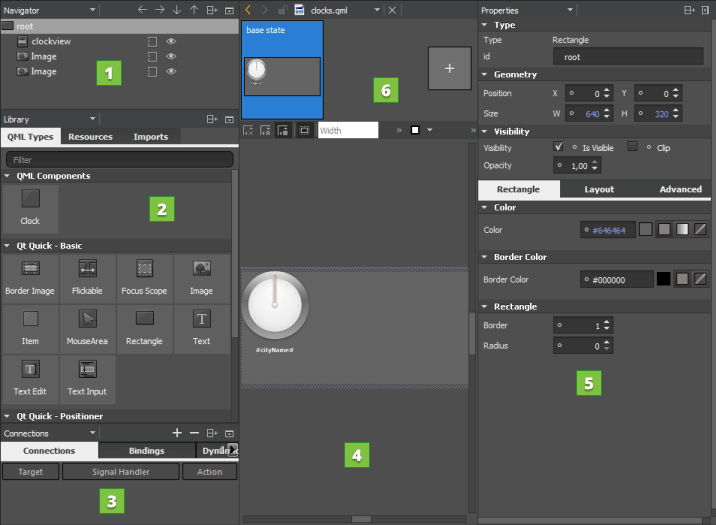 Navigator
root
clockview
Image
Image
1
Library
QML Types Resources Imports
Filter
QML Components
Clock
2
Qt Quick - Basic
Border Image Flickable Focus Scope Image
Item MouseArea Rectangle Text
Text Edit Text Input
Qt Quick - Positioner
Connections
Connections Bindings
Target Signal Handler Action
3
clocks.qml
base state
6
+
Width
#cityName#
4
Properties
Type
Type Rectangle
id root
Geometry
Position X 0 Y 0
Size W 640 H 320
Visibility
Visibility Is Visible Clip
Opacity 1,00
Rectangle Layout Advanced
Color
Color #646464
Border Color
Border Color #000000
Rectangle
Border 1
Radius 0
5